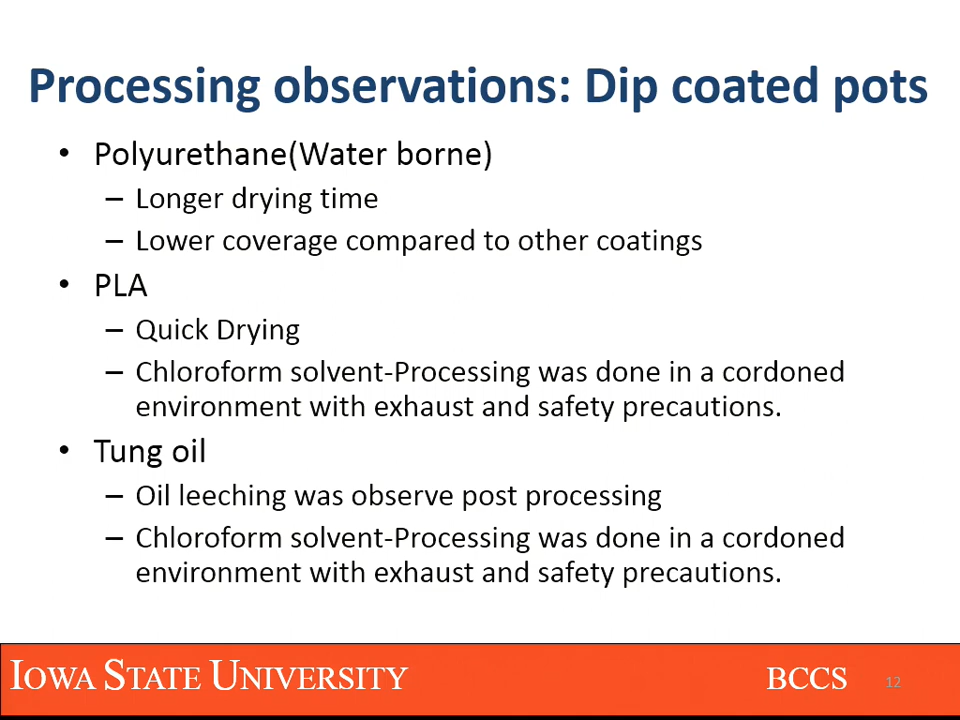 Processing observations: Dip coated pots
• Polyurethane(Water borne)
– Longer drying time
– Lower coverage compared to other coatings
• PLA
– Quick Drying
– Chloroform solvent-Processing was done in a cordoned
environment with exhaust and safety precautions.
• Tung oil
– Oil leeching was observe post processing
– Chloroform solvent-Processing was done in a cordoned
environment with exhaust and safety precautions.
IOWA STATE UNIVERSITY BCCS 12